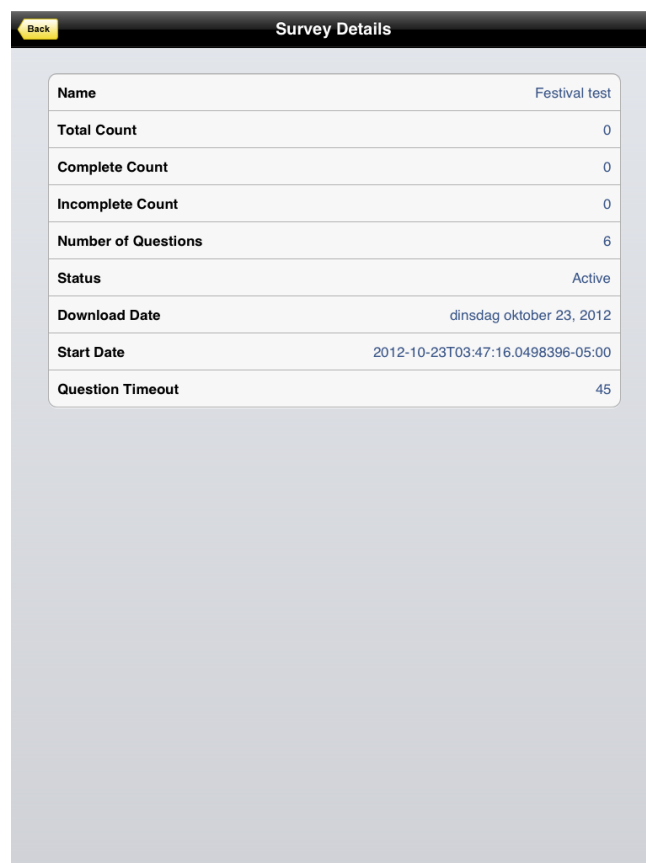 Back
Survey Details
Name Festival test
Total Count 0
Complete Count 0
Incomplete Count 0
Number of Questions 6
Status Active
Download Date dinsdag oktober 23, 2012
Start Date 2012-10-23T03:47:16.0498396-05:00
Question Timeout 45